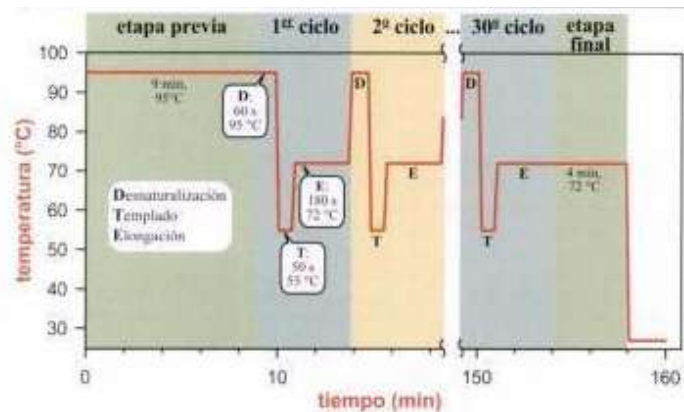 etapa previa
1er ciclo
2º ciclo
...
30º ciclo
etapa final
temperatura (°C)
100
90
80
70
60
50
40
30
9 min,
95°C
D:
60 s
95 °C
E:
180 s
72 °C
T:
50 s
55 °C
Desnaturalización
Templado
Elongación
D
T
E
D
T
E
4 min,
72 °C
0
10
150
160
tiempo (min)